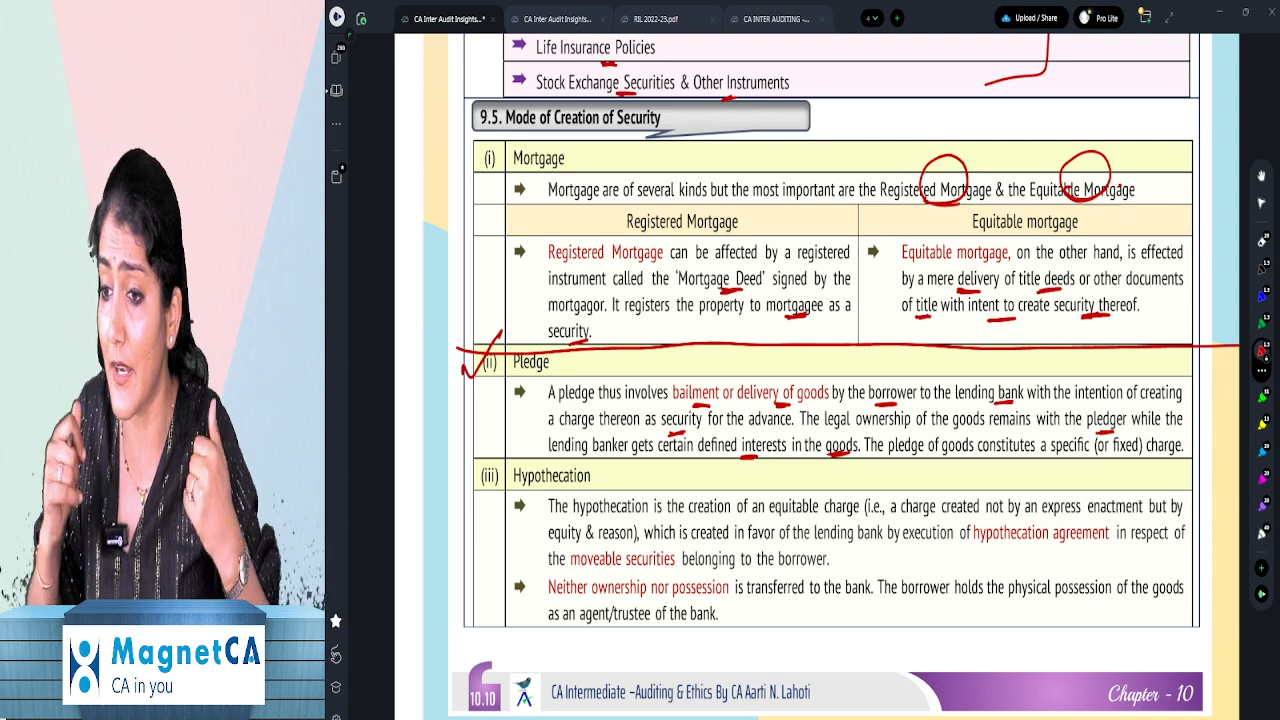 CA Inter Audit Insights...*
CA Inter Audit Insights...
RIL 2022-23.pdf
CA INTER AUDITING -...
4
Upload / Share
Pro Lite
Life Insurance Policies
Stock Exchange Securities & Other Instruments
9.5. Mode of Creation of Security
(i) Mortgage
Mortgage are of several kinds but the most important are the Registered Mortgage & the Equitable Mortgage
Registered Mortgage
Registered Mortgage can be affected by a registered
instrument called the ‘Mortgage Deed’ signed by the
mortgagor. It registers the property to mortgagee as a
security.
Equitable mortgage
Equitable mortgage, on the other hand, is effected
by a mere delivery of title deeds or other documents
of title with intent to create security thereof.
(ii) Pledge
A pledge thus involves bailment or delivery of goods by the borrower to the lending bank with the intention of creating
a charge thereon as security for the advance. The legal ownership of the goods remains with the pledger while the
lending banker gets certain defined interests in the goods. The pledge of goods constitutes a specific (or fixed) charge.
(iii) Hypothecation
The hypothecation is the creation of an equitable charge (i.e., a charge created not by an express enactment but by
equity & reason), which is created in favor of the lending bank by execution of hypothecation agreement in respect of
the moveable securities belonging to the borrower.
Neither ownership nor possession is transferred to the bank. The borrower holds the physical possession of the goods
as an agent/trustee of the bank.
10.10
CA Intermediate -Auditing & Ethics By CA Aarti N. Lahoti
Chapter - 10
MagnetCA
CA in you